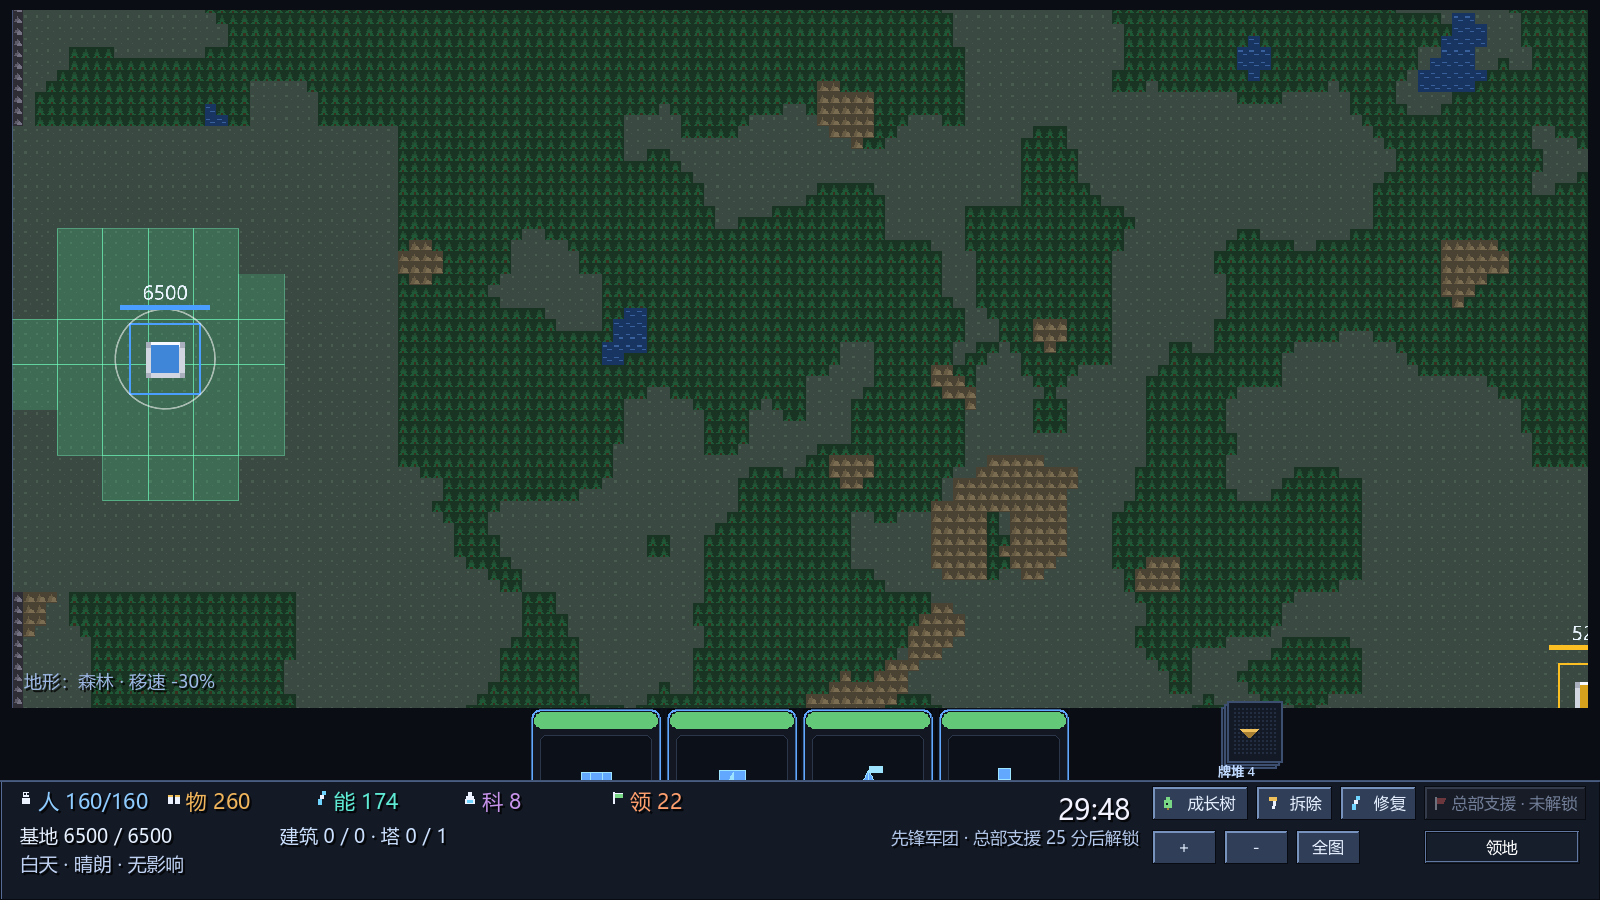 6500
52
地形：森林 · 移速 -30%
牌堆 4
人 160/160 物 260 能 174 科 8 领 22
29:48
成长树 拆除 修复 总部支援 · 未解锁
基地 6500 / 6500 建筑 0 / 0 · 塔 0 / 1
先锋军团 · 总部支援 25 分后解锁
+ - 全图 领地
白天 · 晴朗 · 无影响